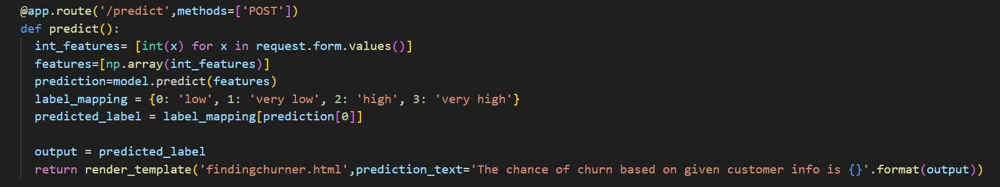 @app.route('/predict',methods=['POST'])
def predict():
  int_features= [int(x) for x in request.form.values()]
  features=[np.array(int_features)]
  prediction=model.predict(features)
  label_mapping = {0: 'low', 1: 'very low', 2: 'high', 3: 'very high'}
  predicted_label = label_mapping[prediction[0]]

  output = predicted_label
  return render_template('findingchurner.html',prediction_text='The chance of churn based on given customer info is {}'.format(output))